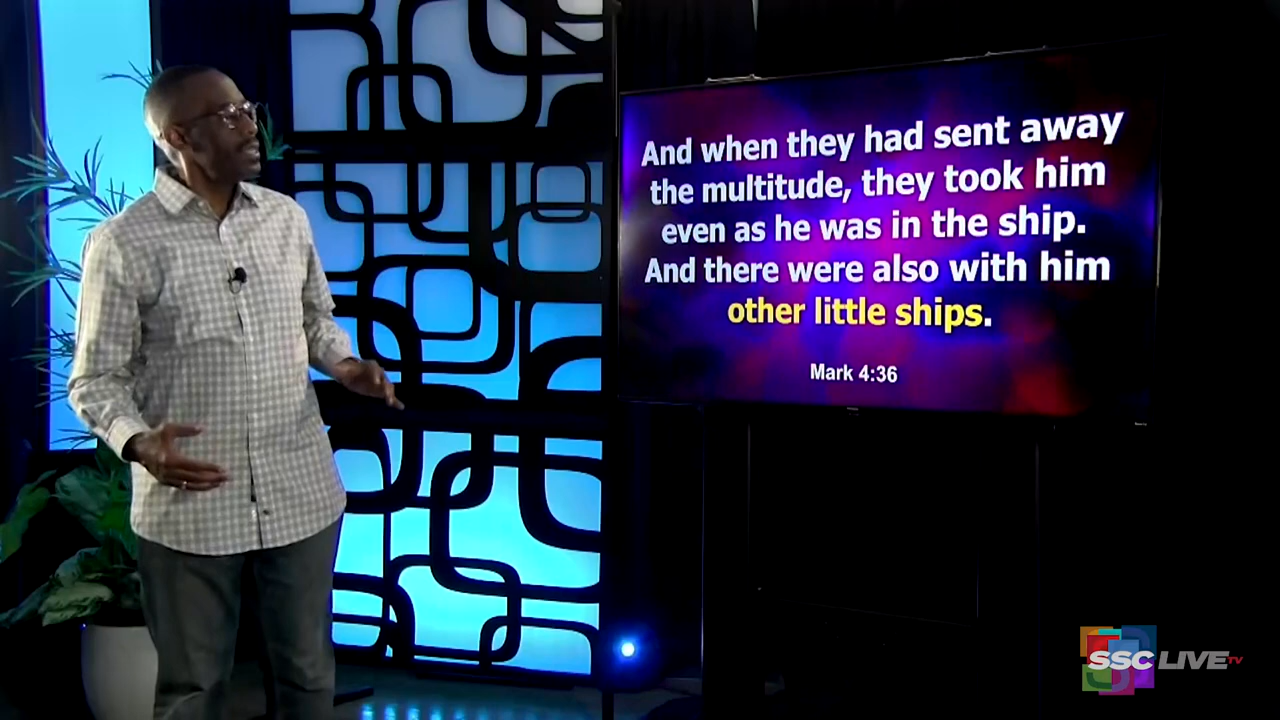 And when they had sent away
the multitude, they took him
even as he was in the ship.
And there were also with him
other little ships.
Mark 4:36
SSC LIVE TV